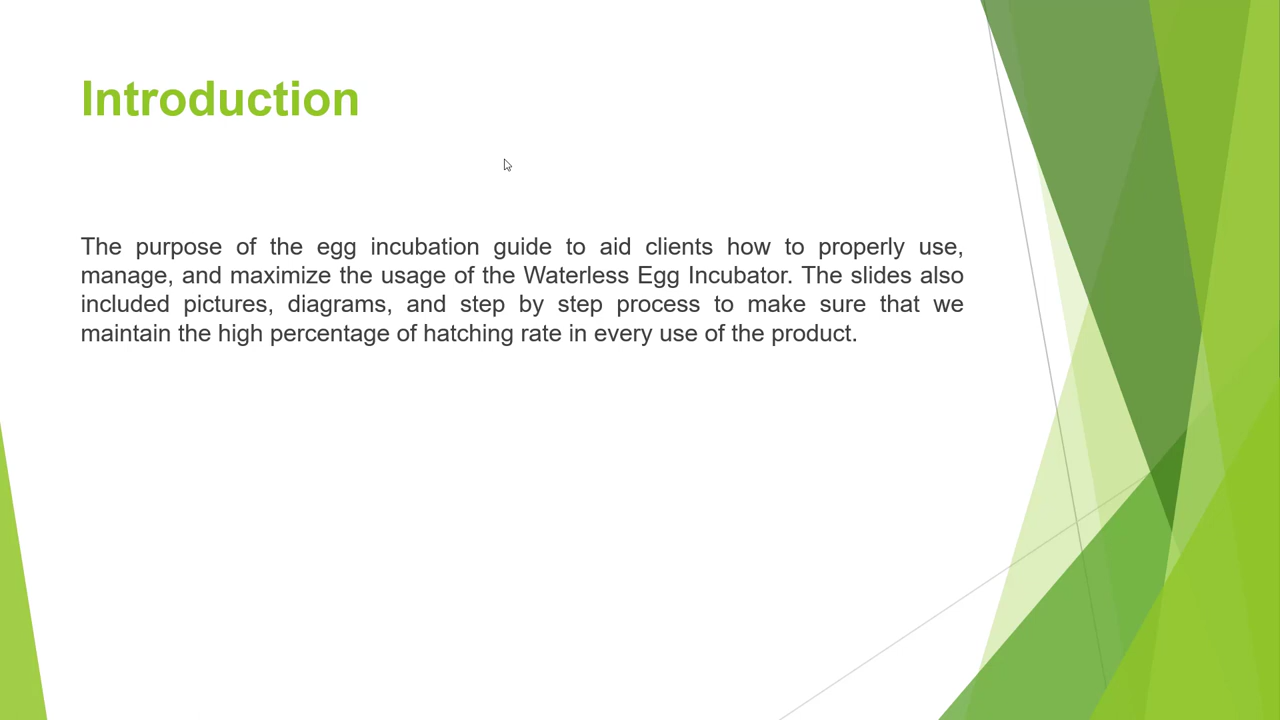 Introduction
The purpose of the egg incubation guide to aid clients how to properly use,
manage, and maximize the usage of the Waterless Egg Incubator. The slides also
included pictures, diagrams, and step by step process to make sure that we
maintain the high percentage of hatching rate in every use of the product.